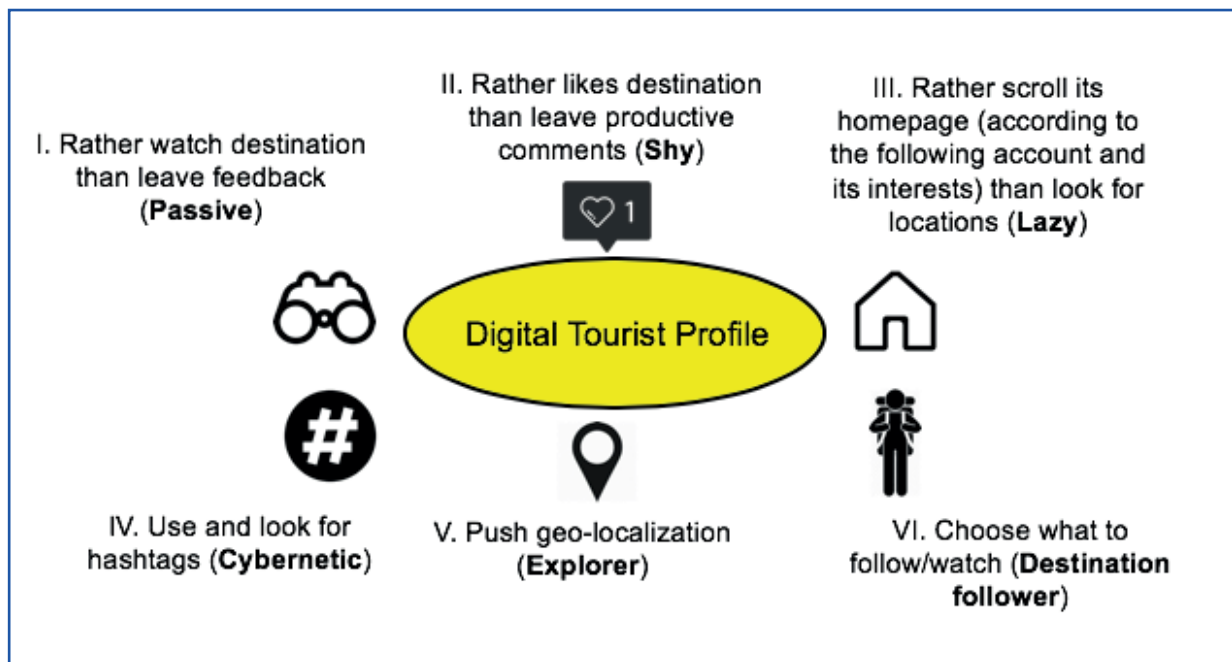 I. Rather watch destination
than leave feedback
(Passive)
II. Rather likes destination
than leave productive
comments (Shy)
1
III. Rather scroll its
homepage (according to
the following account and
its interests) than look for
locations (Lazy)
Digital Tourist Profile
#
IV. Use and look for
hashtags (Cybernetic)
V. Push geo-localization
(Explorer)
VI. Choose what to
follow/watch (Destination
follower)